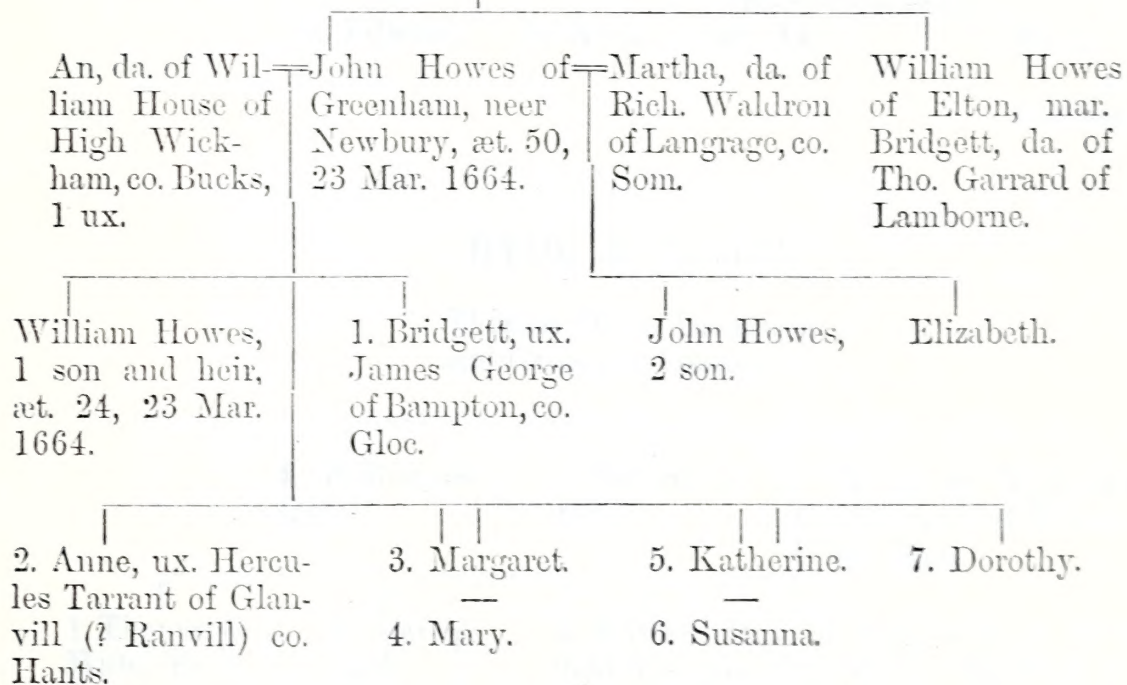 An, da. of Wil-
liam House of
High Wick-
ham, co. Bucks,
1 ux.
John Howes of
Greenham, neer
Newbury, æt. 50,
23 Mar. 1664.
Martha, da. of
Rich. Waldron
of Langrage, co.
Som.
William Howes
of Elton, mar.
Bridgett, da. of
Tho. Garrard of
Lamborne.
William Howes,
1 son and heir,
æt. 24, 23 Mar.
1664.
1. Bridgett, ux.
James George
of Bampton, co.
Gloc.
John Howes,
2 son.
Elizabeth.
2. Anne, ux. Hercu-
les Tarrant of Glan-
vill (? Ranvill) co.
Hants.
3. Margaret.
—
4. Mary.
5. Katherine.
—
6. Susanna.
7. Dorothy.